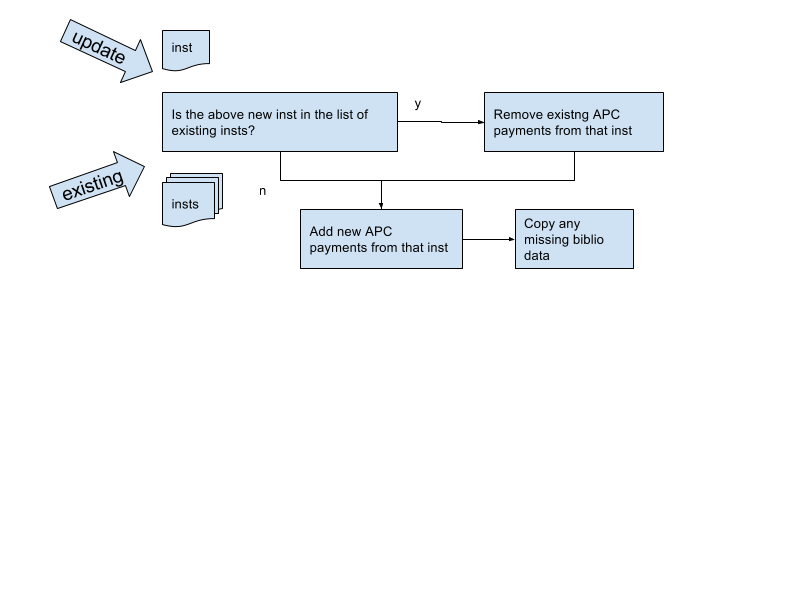 update
inst
Is the above new inst in the list of
existing insts?
y
Remove existng APC
payments from that inst
existing
insts
n
Add new APC
payments from that inst
Copy any
missing biblio
data